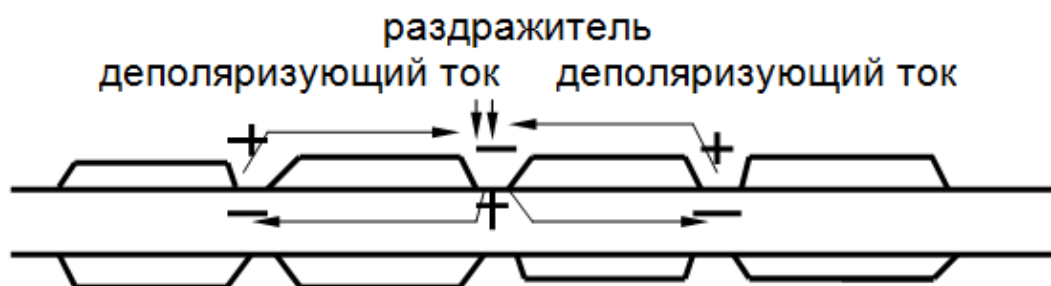 раздражитель
деполяризующий ток деполяризующий ток
+ − +
− + −